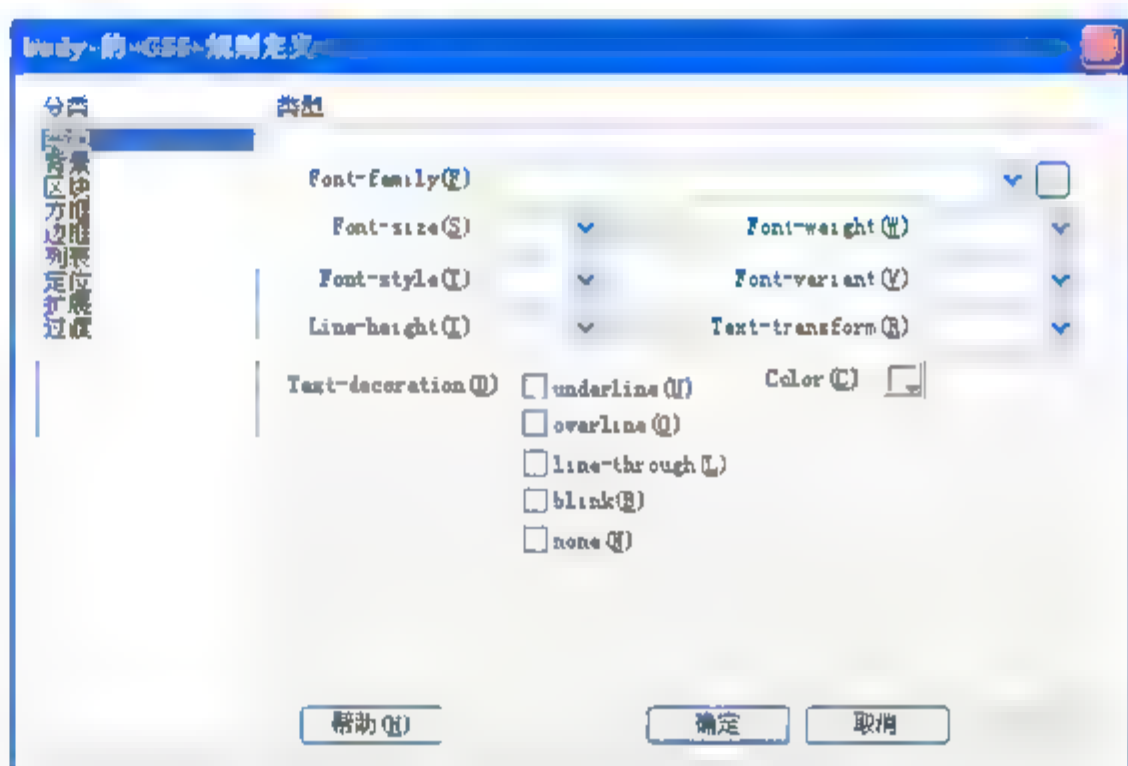 body 的 CSS 规则定义
分类
类型
背景
区块
方框
边框
列表
定位
扩展
过渡
Font-family(F)
Font-size(S)
Font-weight(W)
Font-style(T)
Font-variant(V)
Line-height(I)
Text-transform(R)
Text-decoration(D)
underline(U)
Color(C)
overline(O)
line-through(L)
blink(B)
none(N)
帮助(H)
确定
取消